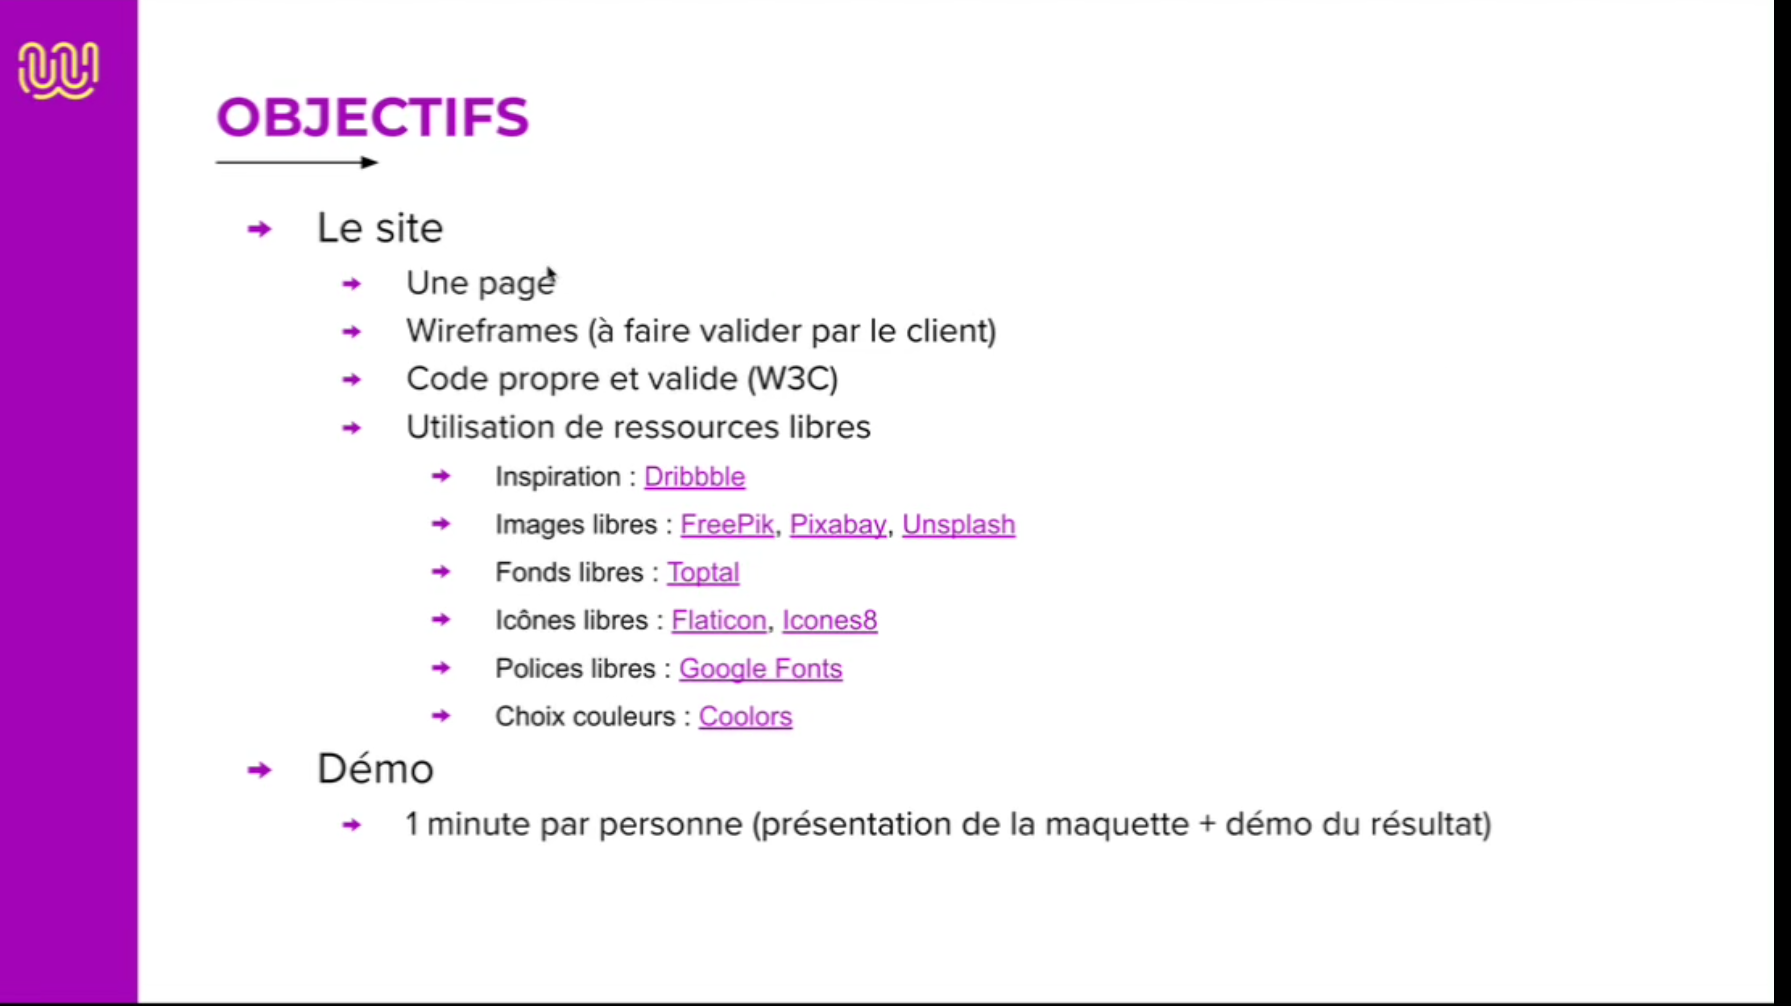 OBJECTIFS
Le site
Une page
Wireframes (à faire valider par le client)
Code propre et valide (W3C)
Utilisation de ressources libres
Inspiration : Dribbble
Images libres : FreePik, Pixabay, Unsplash
Fonds libres : Toptal
Icônes libres : Flaticon, Icones8
Polices libres : Google Fonts
Choix couleurs : Coolors
Démo
1 minute par personne (présentation de la maquette + démo du résultat)